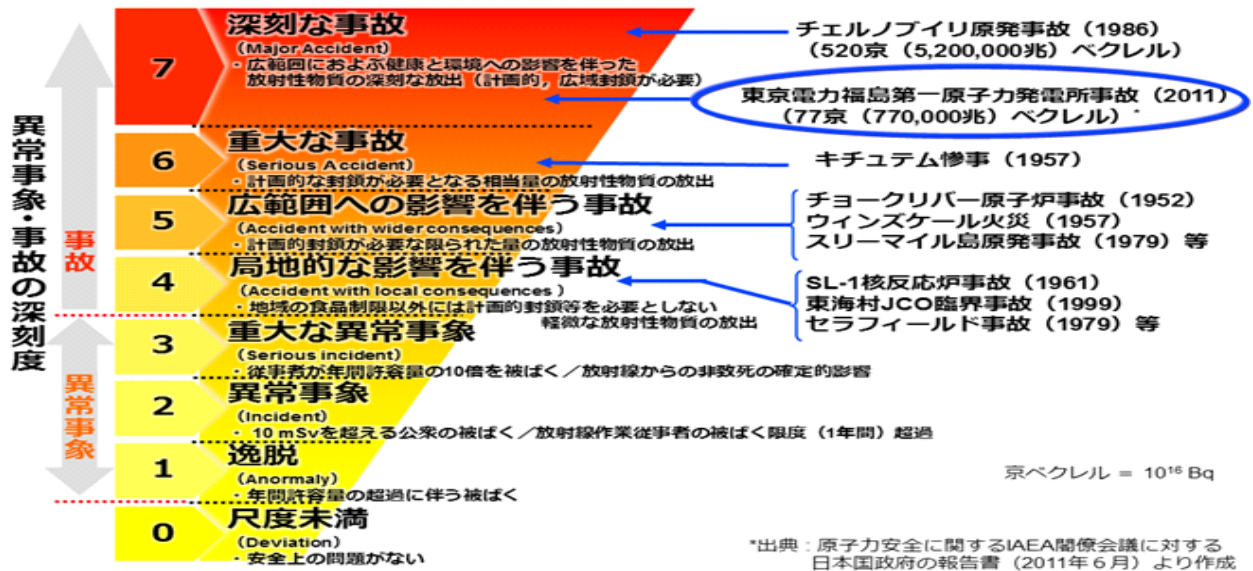 異常事象・事故の深刻度
事故
異常事象
7
深刻な事故
（Major Accident）
・広範囲におよぶ健康と環境への影響を伴った
放射性物質の深刻な放出（計画的，広域封鎖が必要）
チェルノブイリ原発事故（1986）
（520京（5,200,000兆）ベクレル）
東京電力福島第一原子力発電所事故（2011）
（77京（770,000兆）ベクレル）*
6
重大な事故
（Serious Accident）
・計画的な封鎖が必要となる相当量の放射性物質の放出
キチュテム惨事（1957）
5
広範囲への影響を伴う事故
（Accident with wider consequences）
・計画的封鎖が必要な限られた量の放射性物質の放出
チョークリバー原子炉事故（1952）
ウィンズケール火災（1957）
スリーマイル島原発事故（1979）等
4
局地的な影響を伴う事故
（Accident with local consequences ）
・地域の食品制限以外には計画的封鎖等を必要としない
軽微な放射性物質の放出
SL-1核反応炉事故（1961）
東海村JCO臨界事故（1999）
セラフィールド事故（1979）等
3
重大な異常事象
（Serious incident）
・従事者が年間許容量の10倍を被ばく／放射線からの非致死の確定的影響
2
異常事象
（Incident）
・10 mSvを超える公衆の被ばく／放射線作業従事者の被ばく限度（1年間）超過
1
逸脱
（Anormaly）
・年間許容量の超過に伴う被ばく
0
尺度未満
（Deviation）
・安全上の問題がない
京ベクレル = 10¹⁶ Bq
*出典：原子力安全に関するIAEA閣僚会議に対する
日本国政府の報告書（2011年６月）より作成